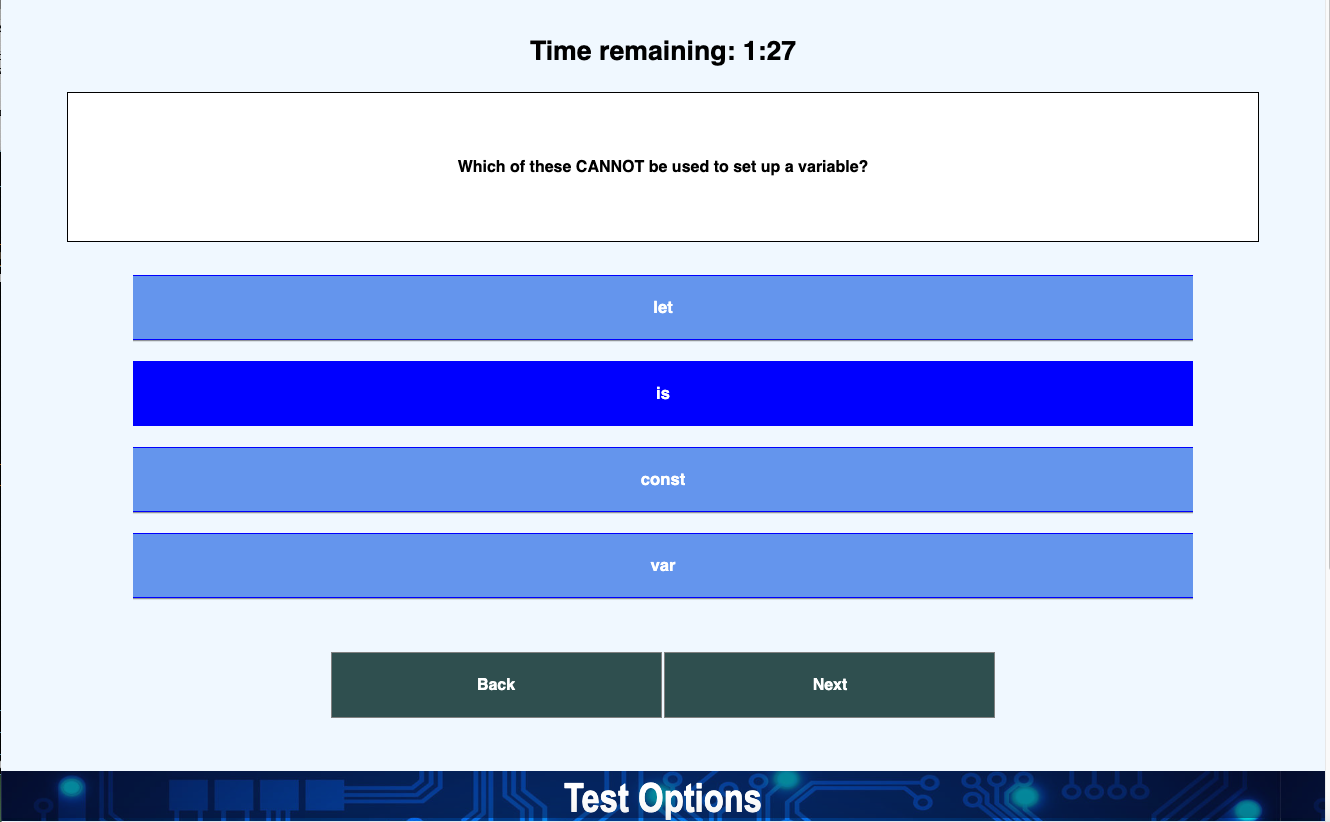 Time remaining: 1:27
Which of these CANNOT be used to set up a variable?
let
is
const
var
Back
Next
Test Options